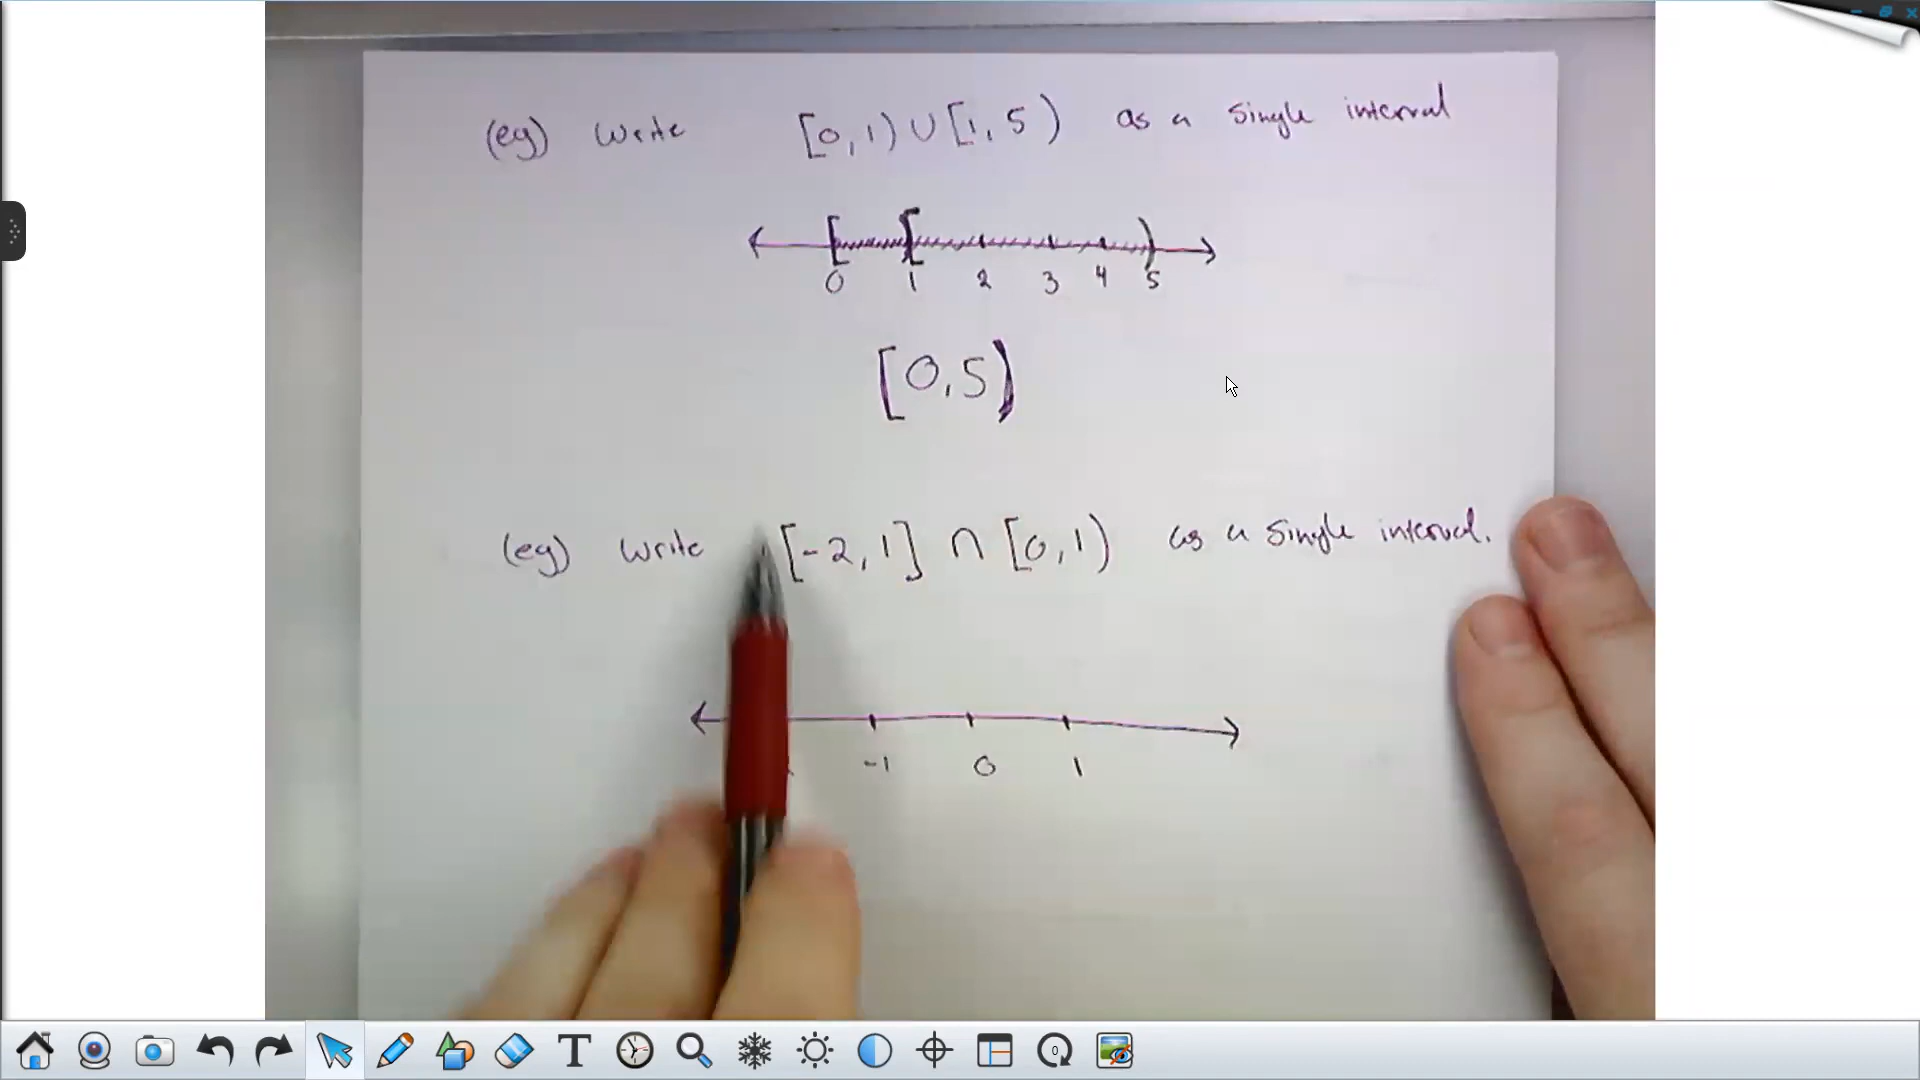 (eg) Write [0,1) ∪ [1,5) as a single interval
0 1 2 3 4 5
[0,5)
(eg) Write [-2,1] ∩ [0,1) as a single interval.
-1 0 1
T
0